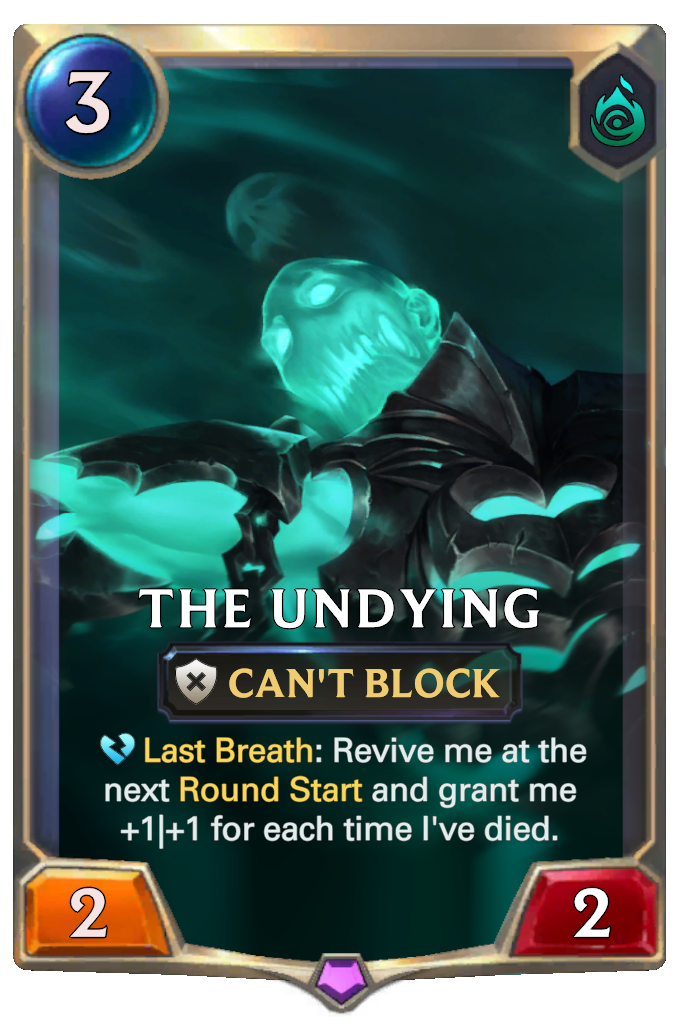 3
THE UNDYING
CAN'T BLOCK
Last Breath: Revive me at the
next Round Start and grant me
+1|+1 for each time I've died.
2
2